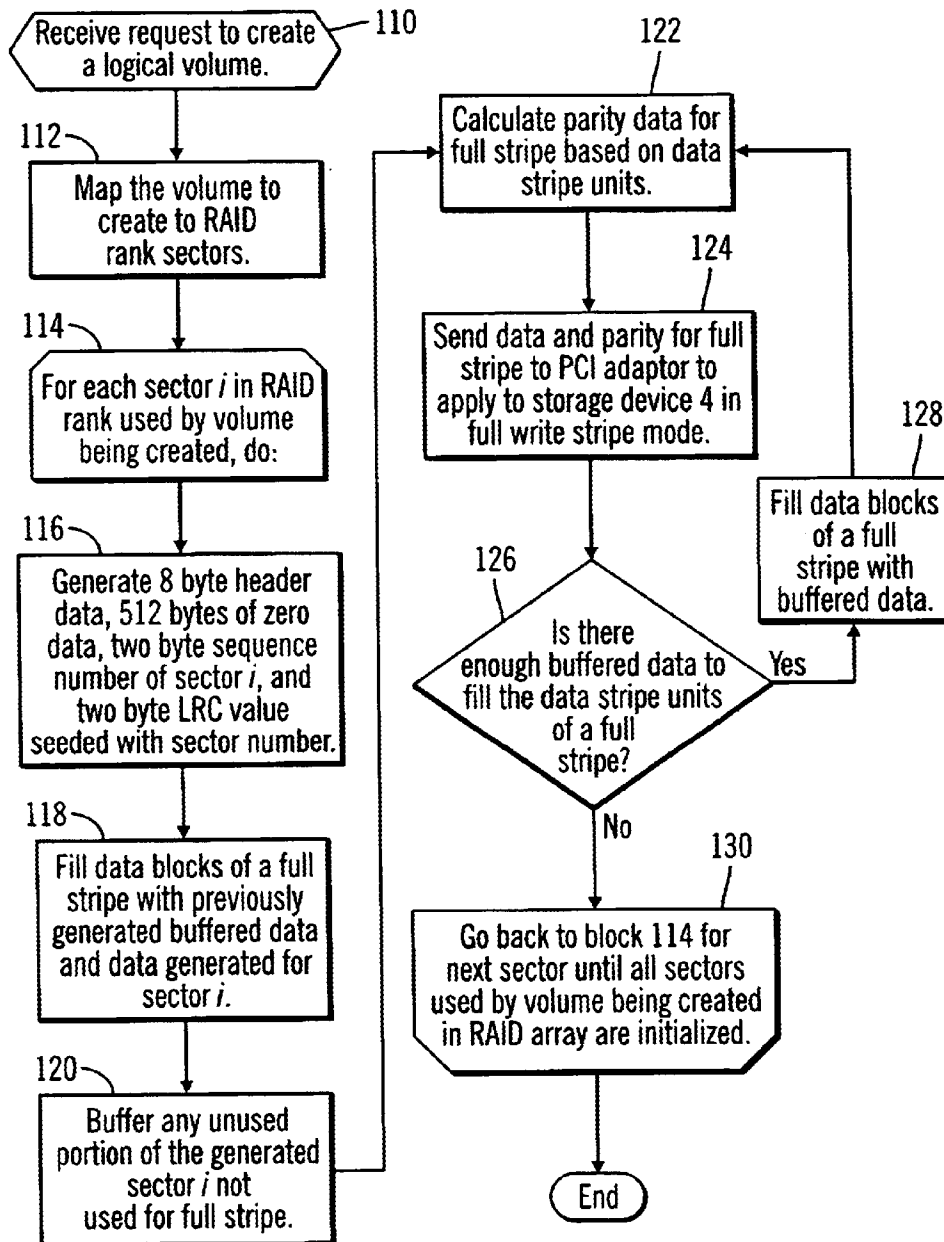 110
Receive request to create
a logical volume.
112
Map the volume to
create to RAID
rank sectors.
114
For each sector i in RAID
rank used by volume
being created, do:
116
Generate 8 byte header
data, 512 bytes of zero
data, two byte sequence
number of sector i, and
two byte LRC value
seeded with sector number.
118
Fill data blocks of a full
stripe with previously
generated buffered data
and data generated for
sector i.
120
Buffer any unused
portion of the generated
sector i not
used for full stripe.
122
Calculate parity data for
full stripe based on data
stripe units.
124
Send data and parity for full
stripe to PCI adaptor to
apply to storage device 4 in
full write stripe mode.
126
Is there
enough buffered data to
fill the data stripe units
of a full
stripe?
Yes
No
128
Fill data blocks
of a full
stripe with
buffered data.
130
Go back to block 114 for
next sector until all sectors
used by volume being created
in RAID array are initialized.
End